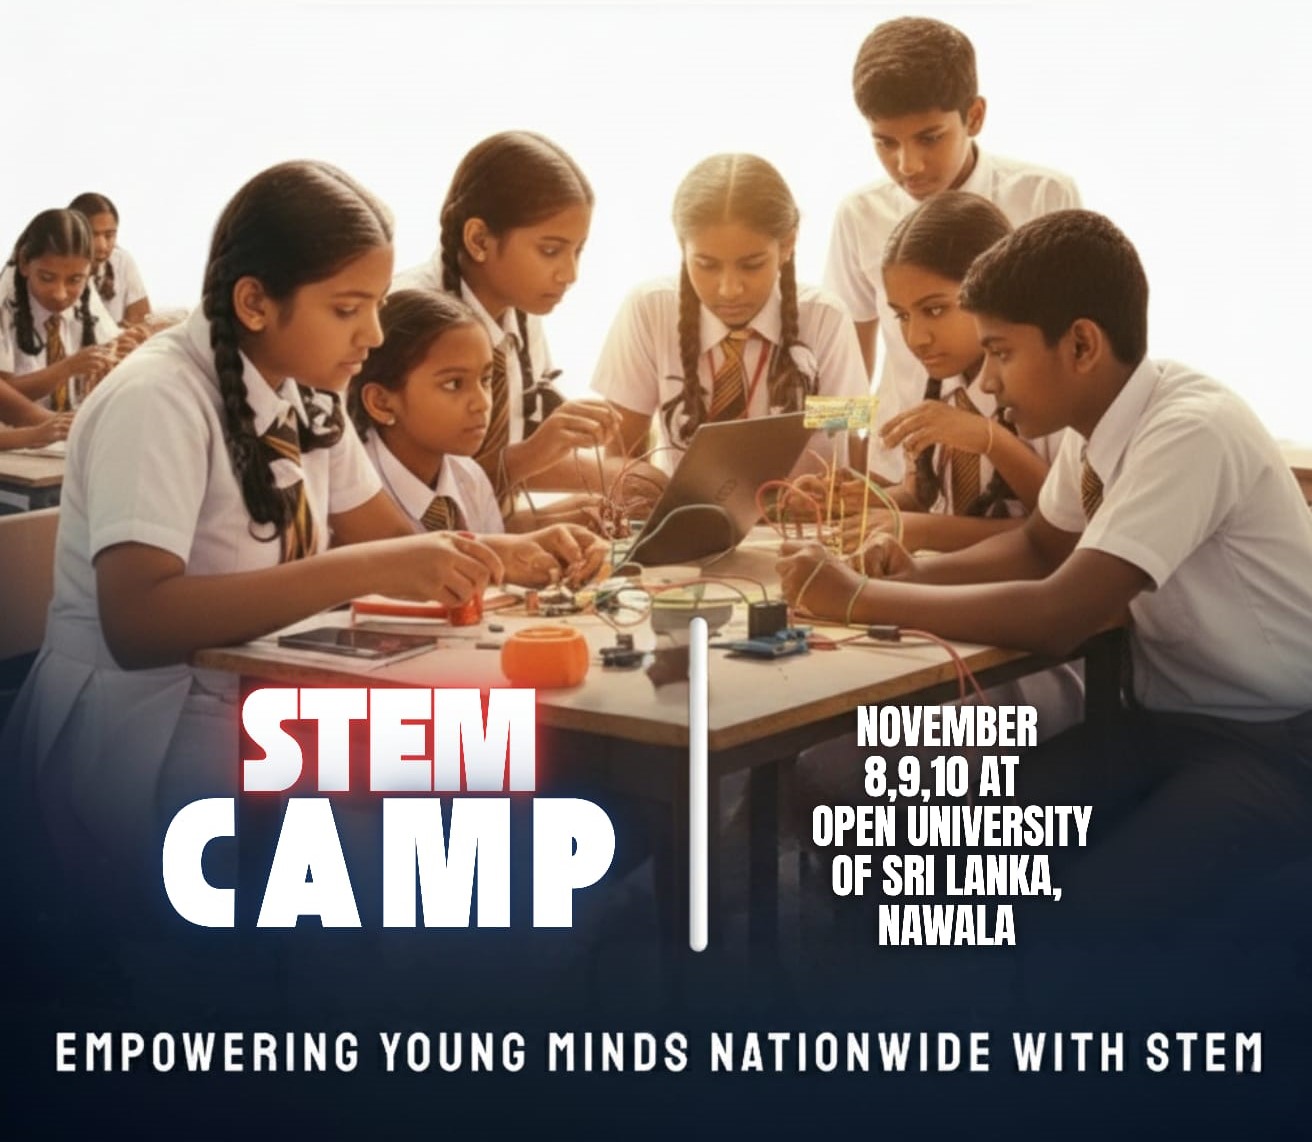 STEM
CAMP
NOVEMBER
8,9,10 AT
OPEN UNIVERSITY
OF SRI LANKA,
NAWALA
EMPOWERING YOUNG MINDS NATIONWIDE WITH STEM